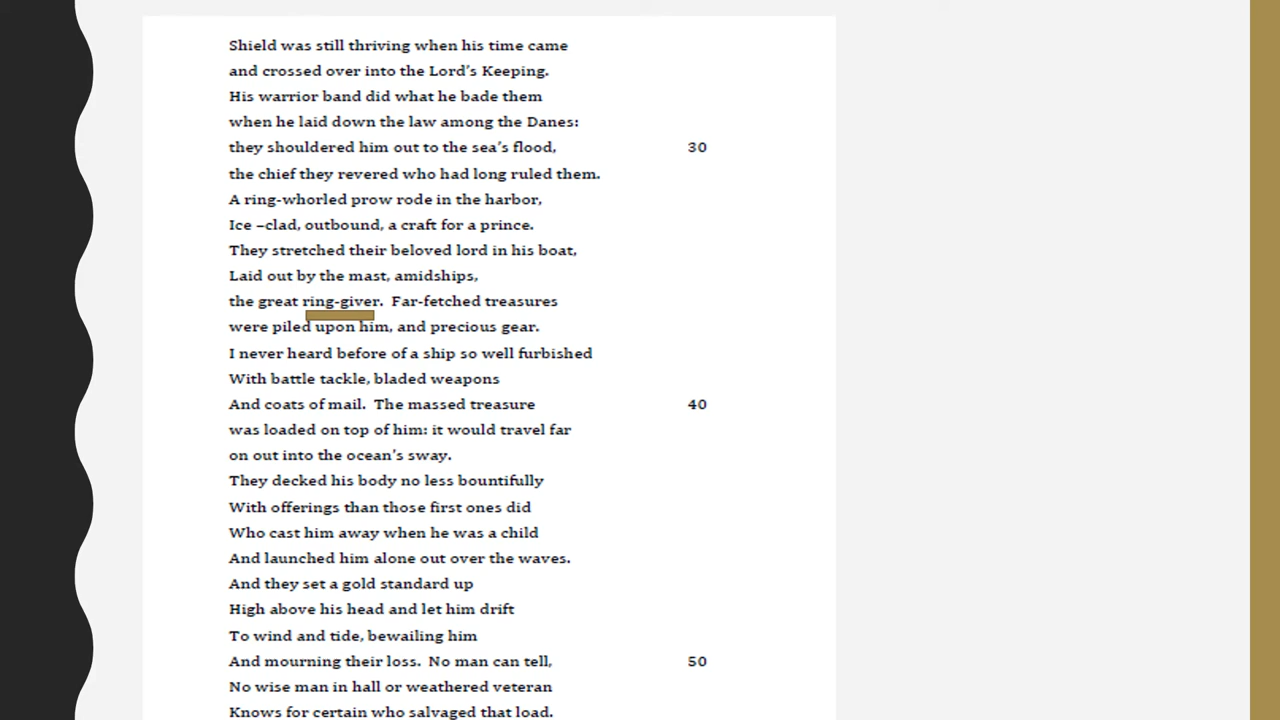 Shield was still thriving when his time came
and crossed over into the Lord’s Keeping.
His warrior band did what he bade them
when he laid down the law among the Danes:
they shouldered him out to the sea’s flood, 30
the chief they revered who had long ruled them.
A ring-whorled prow rode in the harbor,
Ice –clad, outbound, a craft for a prince.
They stretched their beloved lord in his boat,
Laid out by the mast, amidships,
the great ring-giver.  Far-fetched treasures
were piled upon him, and precious gear.
I never heard before of a ship so well furbished
With battle tackle, bladed weapons
And coats of mail.  The massed treasure 40
was loaded on top of him: it would travel far
on out into the ocean’s sway.
They decked his body no less bountifully
With offerings than those first ones did
Who cast him away when he was a child
And launched him alone out over the waves.
And they set a gold standard up
High above his head and let him drift
To wind and tide, bewailing him
And mourning their loss.  No man can tell, 50
No wise man in hall or weathered veteran
Knows for certain who salvaged that load.